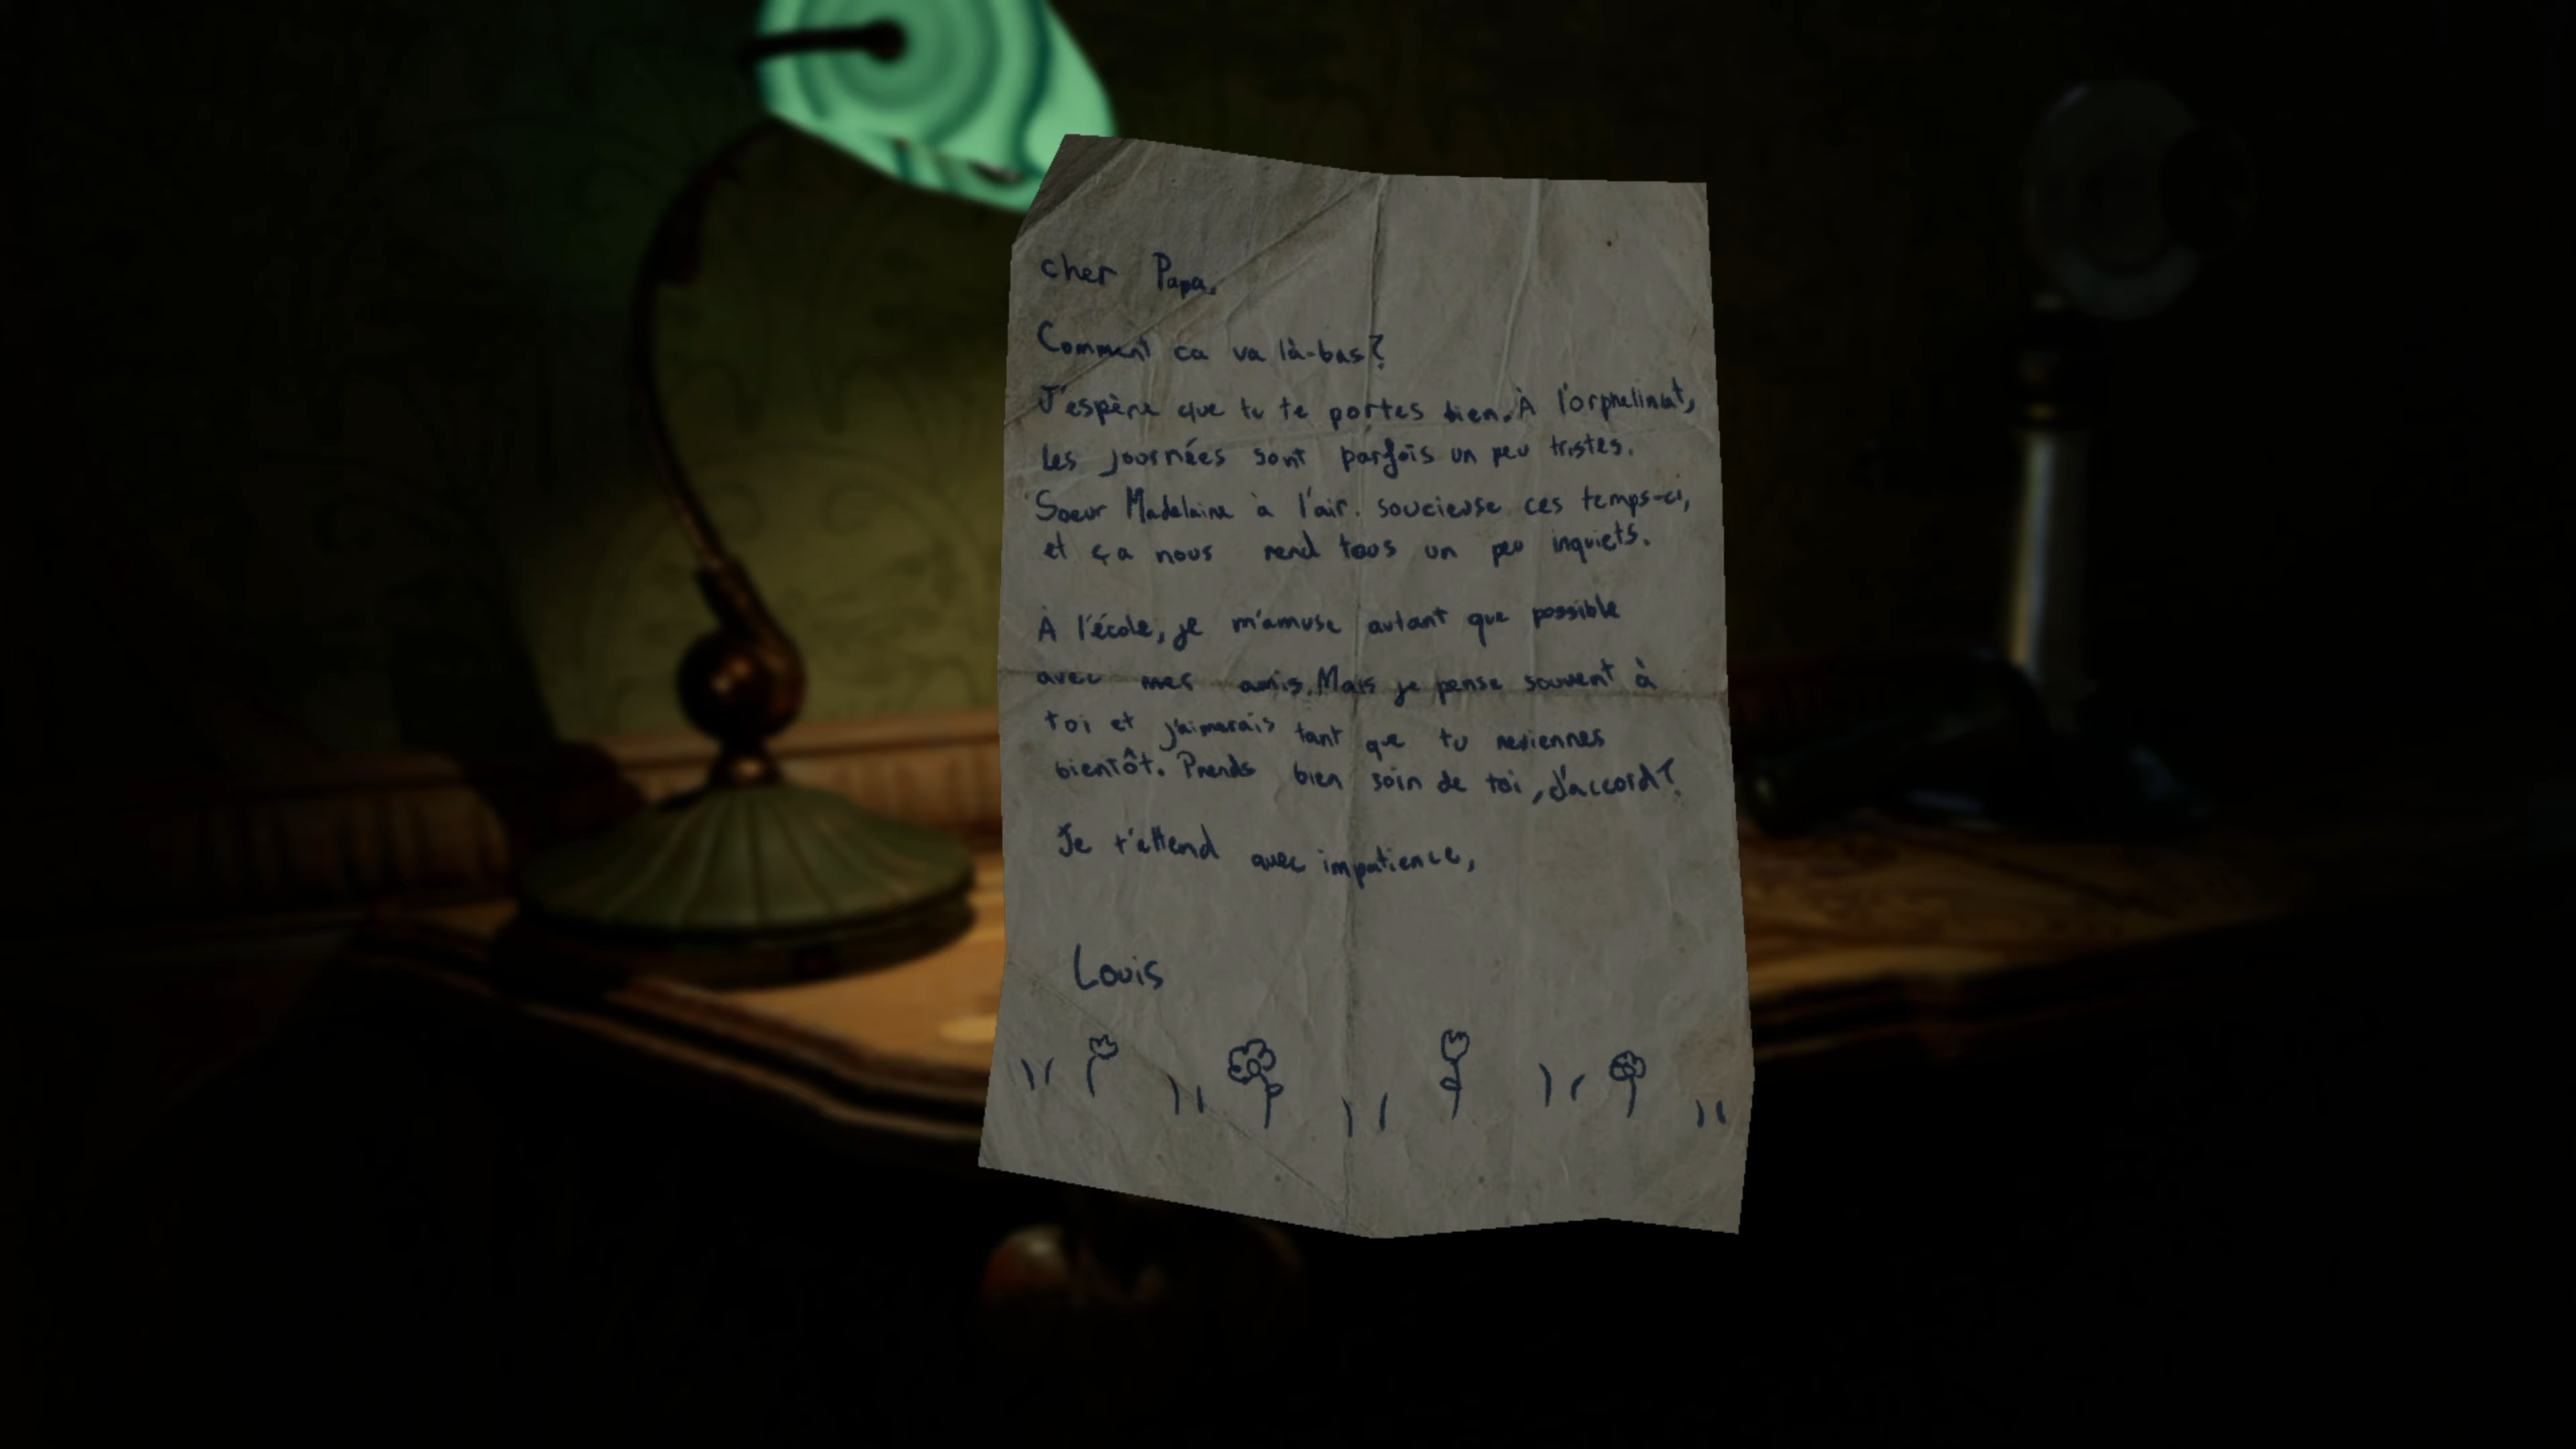 cher Papa,
Comment ca va là-bas?
J'espère que tu te portes bien. À l'orphelinat,
les journées sont parfois un peu tristes.
Soeur Madelaine à l'air. soucieuse ces temps-ci,
et ça nous rend tous un peu inquiets.
À l'école, je m'amuse autant que possible
avec mes amis. Mais je pense souvent à
toi et j'aimerais tant que tu reviennes
bientôt. Prends bien soin de toi, d'accord?
Je t'attend avec impatience,
Louis